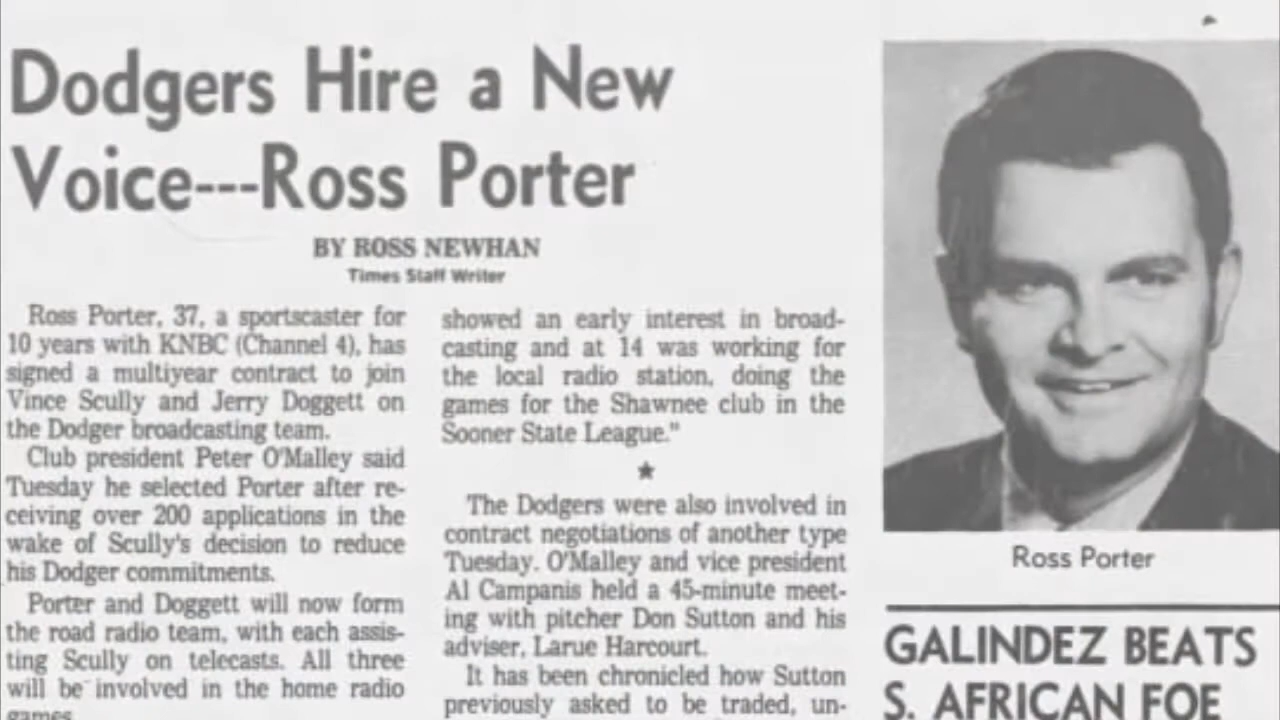 Dodgers Hire a New
Voice---Ross Porter
BY ROSS NEWHAN
Times Staff Writer
Ross Porter, 37, a sportscaster for
10 years with KNBC (Channel 4), has
signed a multiyear contract to join
Vince Scully and Jerry Doggett on
the Dodger broadcasting team.
Club president Peter O'Malley said
Tuesday he selected Porter after re-
ceiving over 200 applications in the
wake of Scully's decision to reduce
his Dodger commitments.
Porter and Doggett will now form
the road radio team, with each assis-
ting Scully on telecasts. All three
will be involved in the home radio
games.
showed an early interest in broad-
casting and at 14 was working for
the local radio station, doing the
games for the Shawnee club in the
Sooner State League."
The Dodgers were also involved in
contract negotiations of another type
Tuesday. O'Malley and vice president
Al Campanis held a 45-minute meet-
ing with pitcher Don Sutton and his
adviser, Larue Harcourt.
It has been chronicled how Sutton
previously asked to be traded, un-
Ross Porter
GALINDEZ BEATS
S. AFRICAN FOE